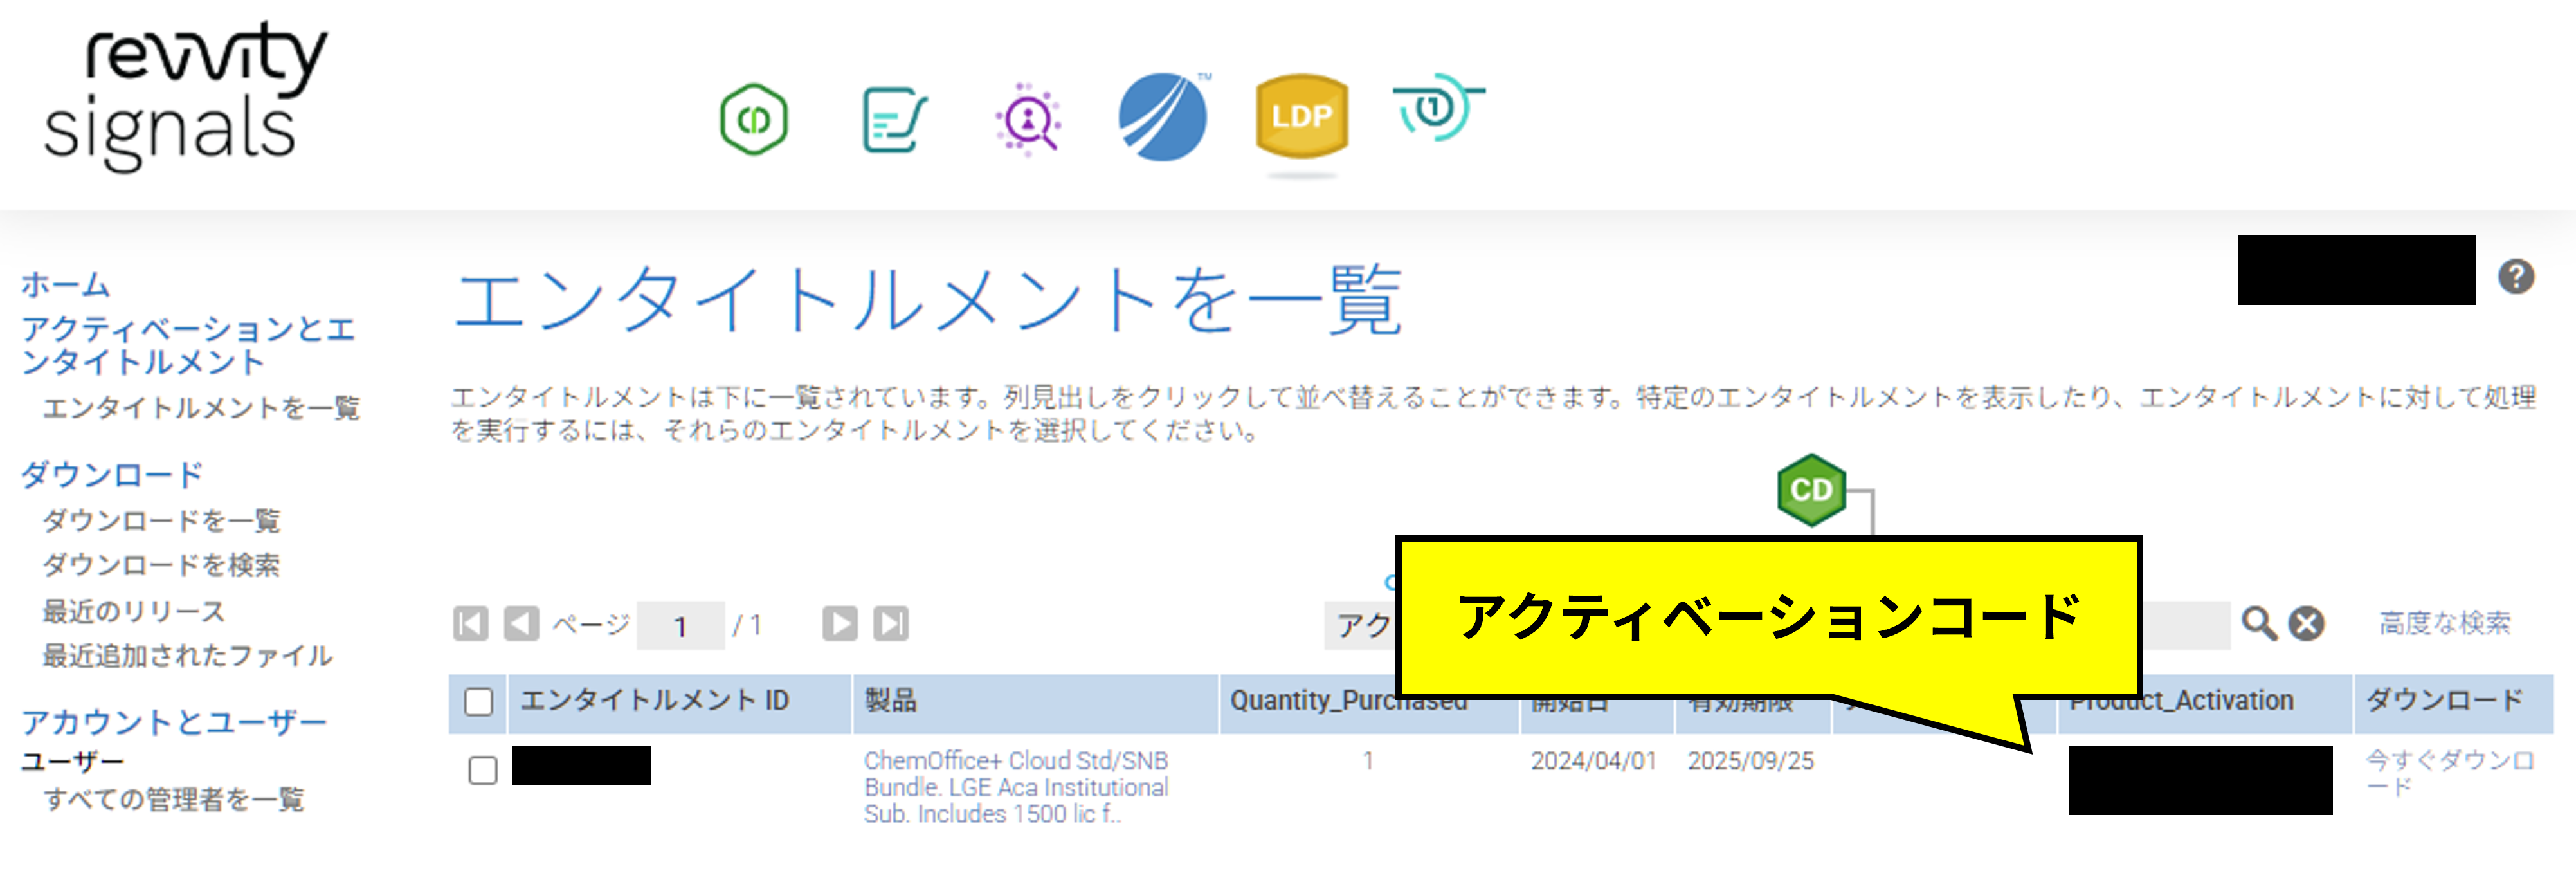 revvity
signals
TM
LDP
ホーム
アクティベーションとエ
ンタイトルメント
エンタイトルメントを一覧
ダウンロード
ダウンロードを一覧
ダウンロードを検索
最近のリリース
最近追加されたファイル
アカウントとユーザー
ユーザー
すべての管理者を一覧
エンタイトルメントを一覧
?
エンタイトルメントは下に一覧されています。列見出しをクリックして並べ替えることができます。特定のエンタイトルメントを表示したり、エンタイトルメントに対して処理
を実行するには、それらのエンタイトルメントを選択してください。
CD
アクティベーションコード
ページ 1 / 1 アク 高度な検索
エンタイトルメント ID 製品 Quantity_Purchased 開始日 有効期限 Product_Activation ダウンロード
ChemOffice+ Cloud Std/SNB 1 2024/04/01 2025/09/25 今すぐダウンロ
Bundle. LGE Aca Institutional ード
Sub. Includes 1500 lic f..